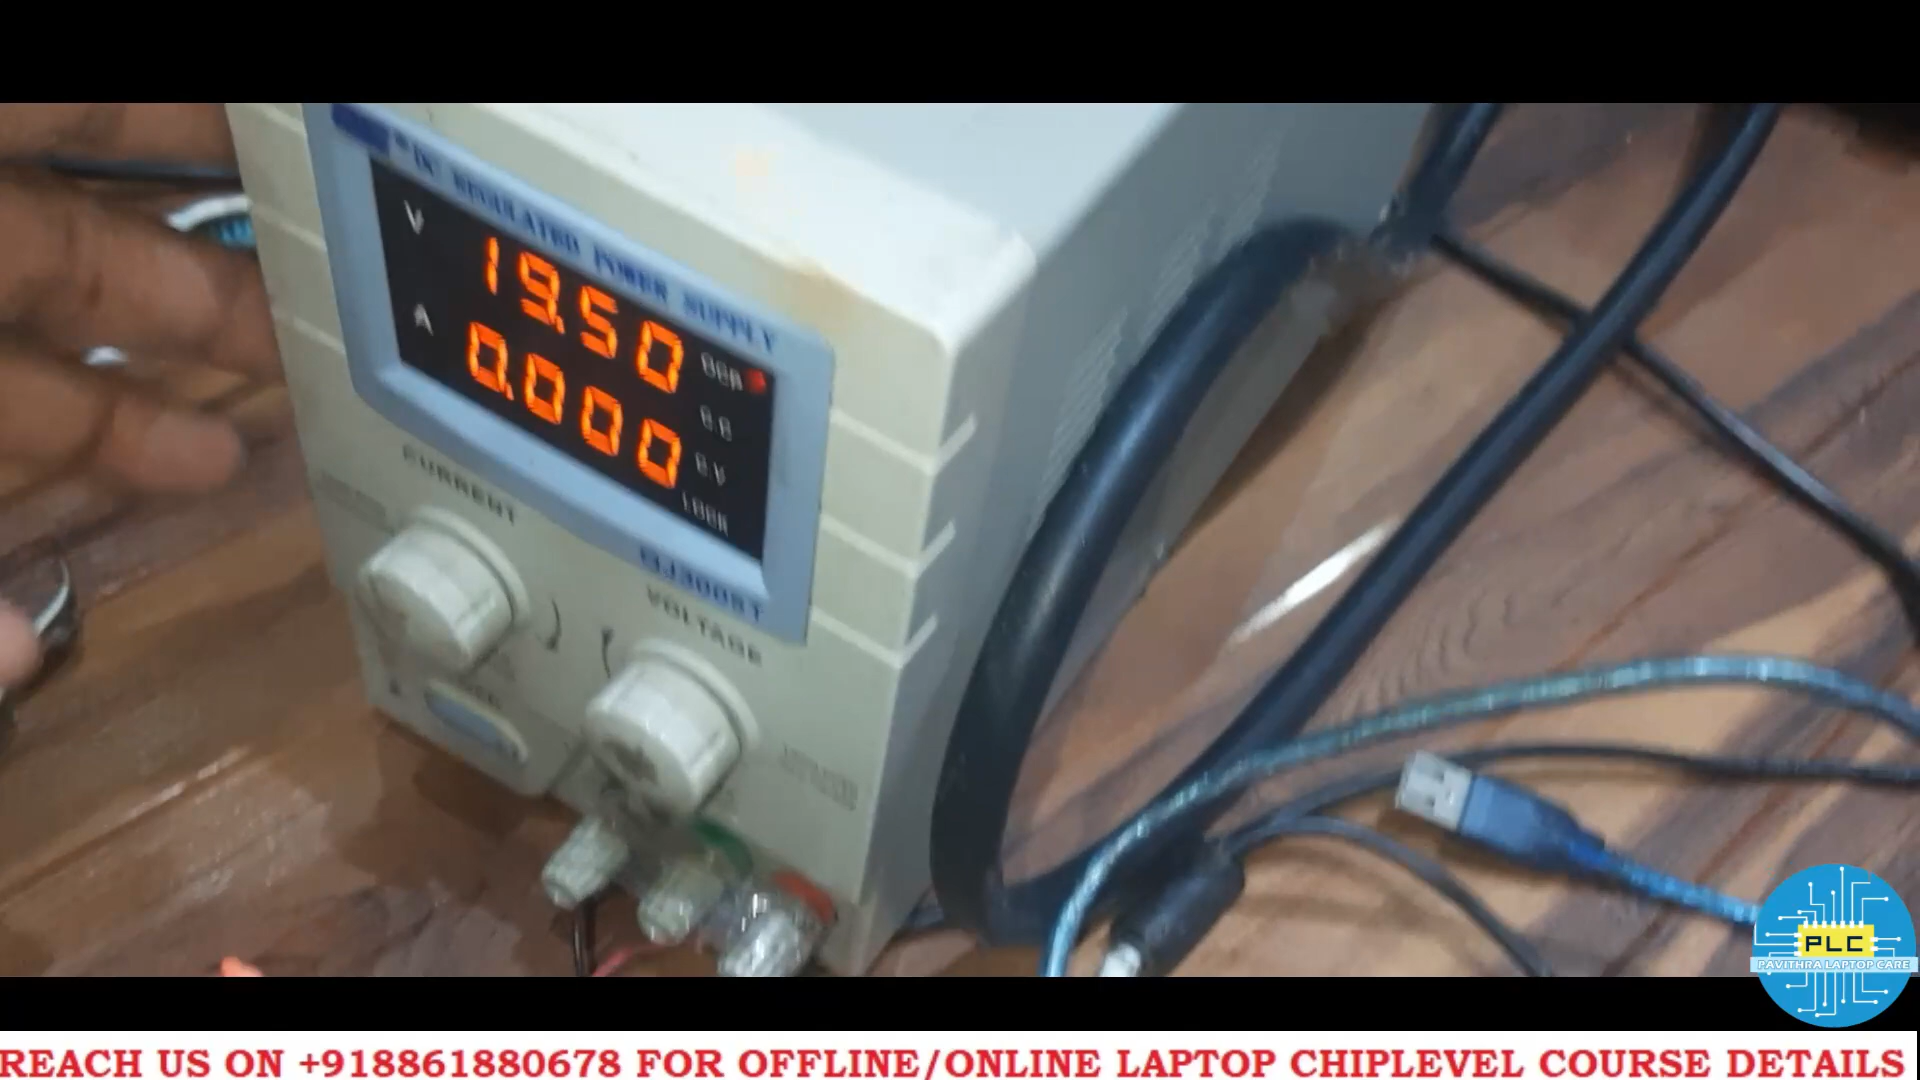 DC REGULATED POWER SUPPLY
V
19.50
A
0.000
CURRENT
VOLTAGE
PLC
PAVITHRA LAPTOP CARE
REACH US ON +918861880678 FOR OFFLINE/ONLINE LAPTOP CHIPLEVEL COURSE DETAILS